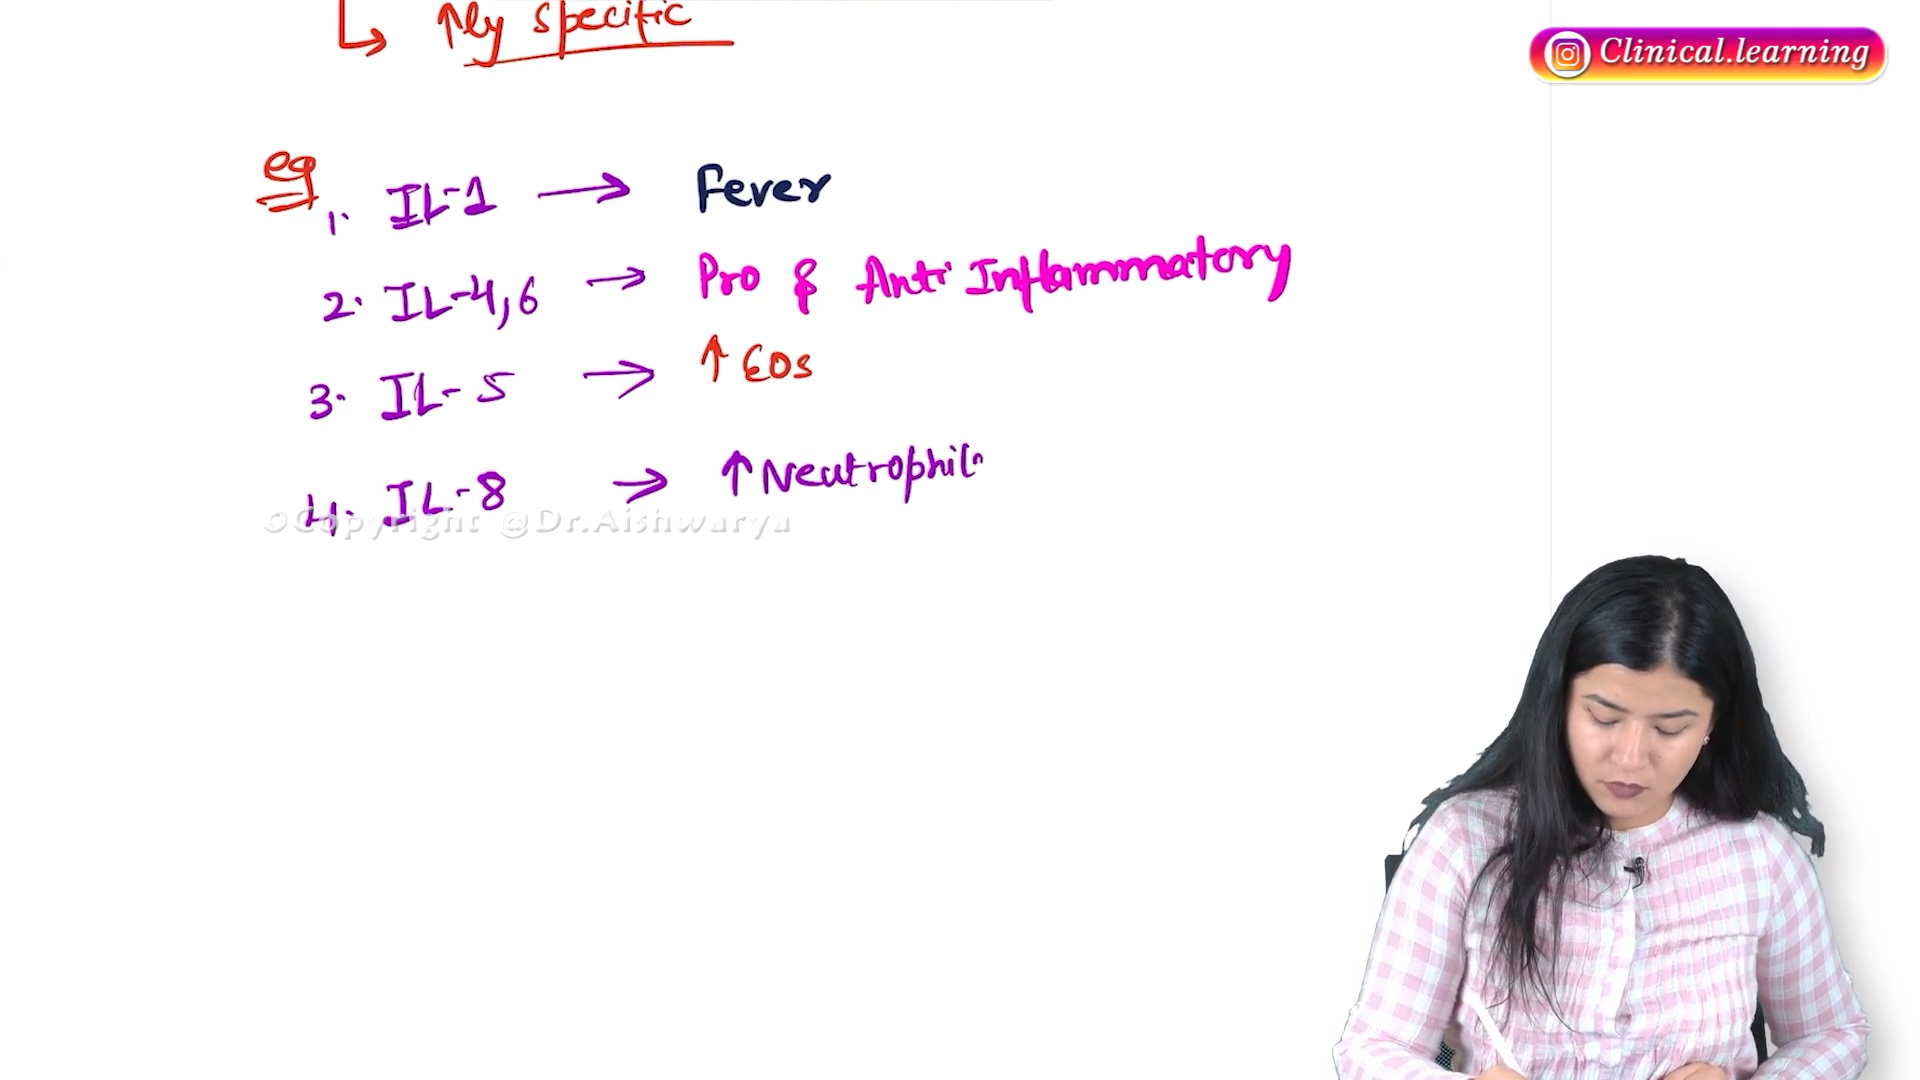 ↳ ↑ly specific
Clinical.learning
eg
1. IL-1 → Fever
2. IL-4,6 → Pro & Anti Inflammatory
3. IL-5 → ↑ Eos
4. IL-8 → ↑ Neutrophil
©Copyright @Dr.Aishwarya